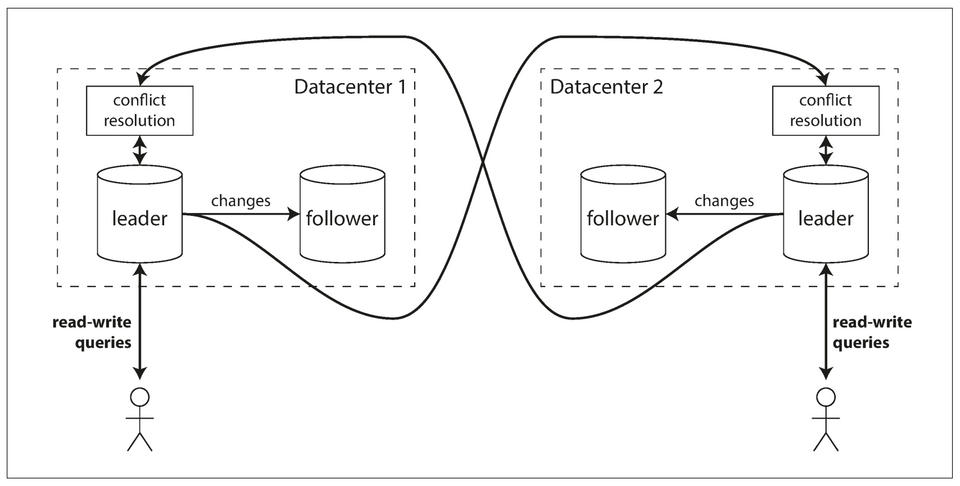 Datacenter 1
conflict
resolution
leader
changes
follower
read-write
queries
Datacenter 2
conflict
resolution
follower
changes
leader
read-write
queries